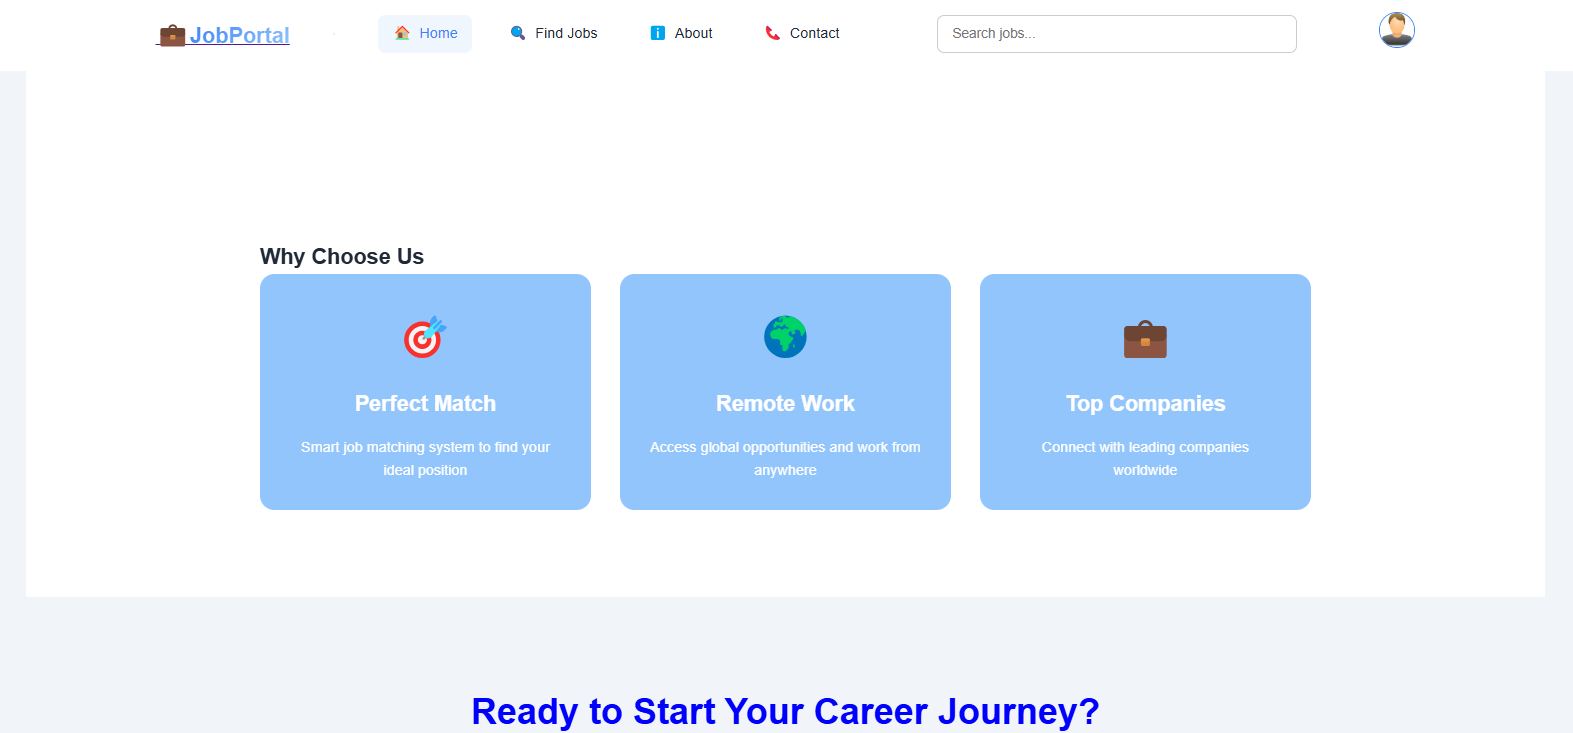 JobPortal
Home
Find Jobs
About
Contact
Search jobs...
Why Choose Us
Perfect Match
Smart job matching system to find your
ideal position
Remote Work
Access global opportunities and work from
anywhere
Top Companies
Connect with leading companies
worldwide
Ready to Start Your Career Journey?